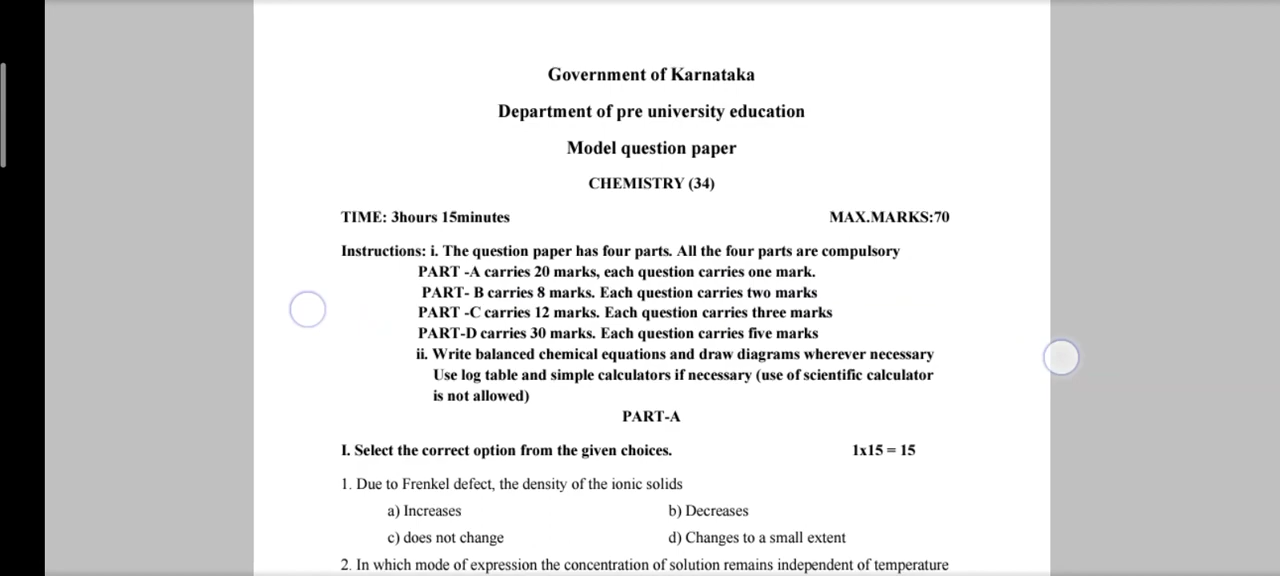 Government of Karnataka
Department of pre university education
Model question paper
CHEMISTRY (34)
TIME: 3hours 15minutes MAX.MARKS:70
Instructions: i. The question paper has four parts. All the four parts are compulsory
PART -A carries 20 marks, each question carries one mark.
PART- B carries 8 marks. Each question carries two marks
PART -C carries 12 marks. Each question carries three marks
PART-D carries 30 marks. Each question carries five marks
ii. Write balanced chemical equations and draw diagrams wherever necessary
Use log table and simple calculators if necessary (use of scientific calculator
is not allowed)
PART-A
I. Select the correct option from the given choices. 1x15 = 15
1. Due to Frenkel defect, the density of the ionic solids
a) Increases b) Decreases
c) does not change d) Changes to a small extent
2. In which mode of expression the concentration of solution remains independent of temperature